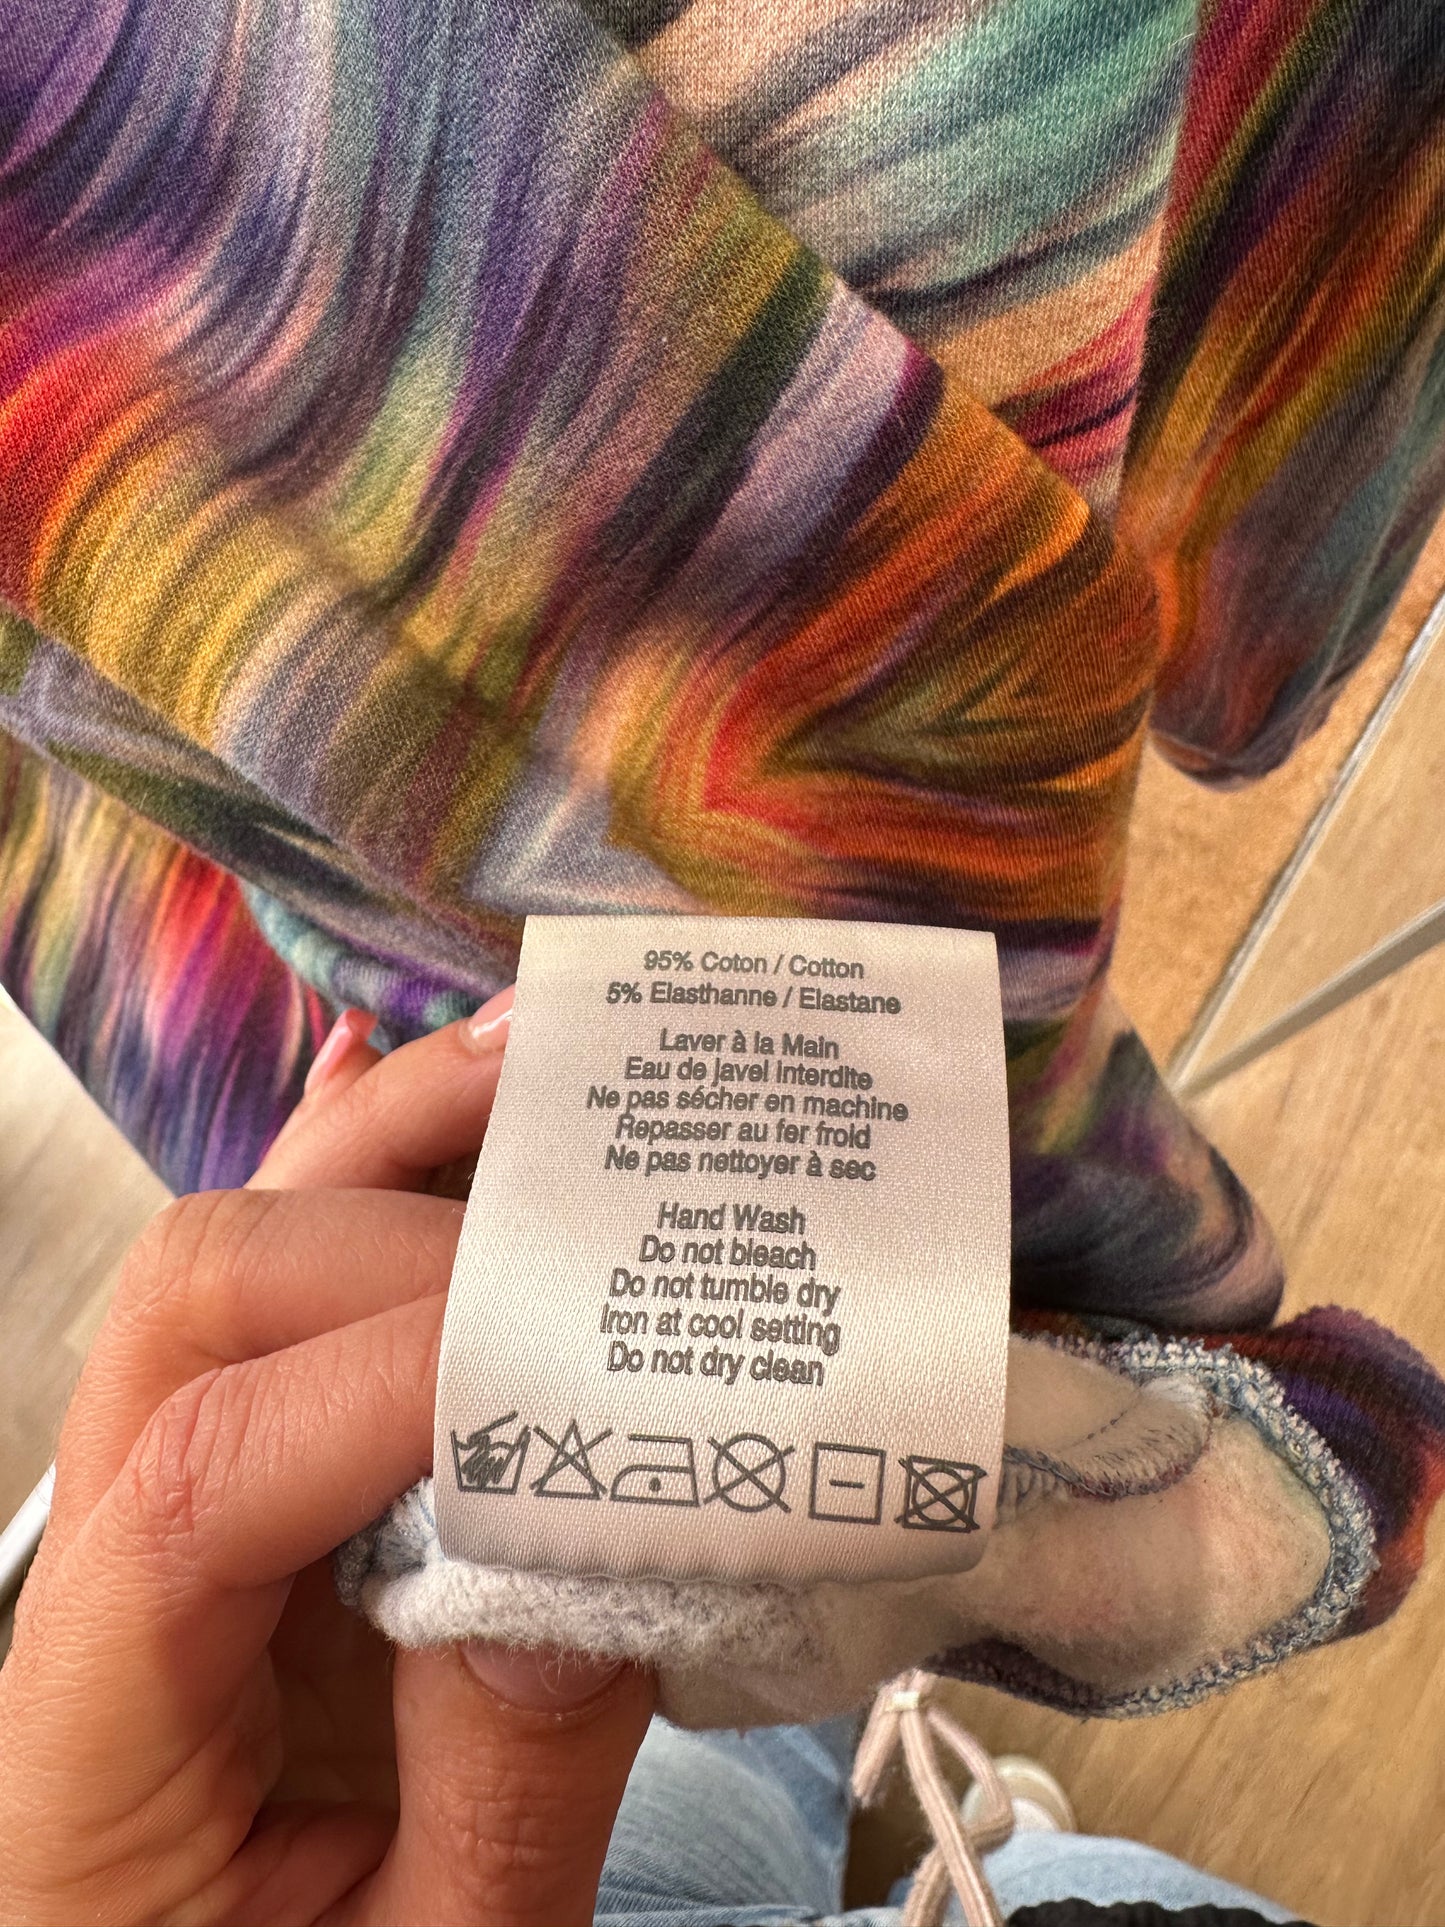 95% Coton / Cotton
5% Elasthanne / Elastane
Laver à la Main
Eau de javel interdite
Ne pas sécher en machine
Repasser au fer froid
Ne pas nettoyer à sec
Hand Wash
Do not bleach
Do not tumble dry
Iron at cool setting
Do not dry clean